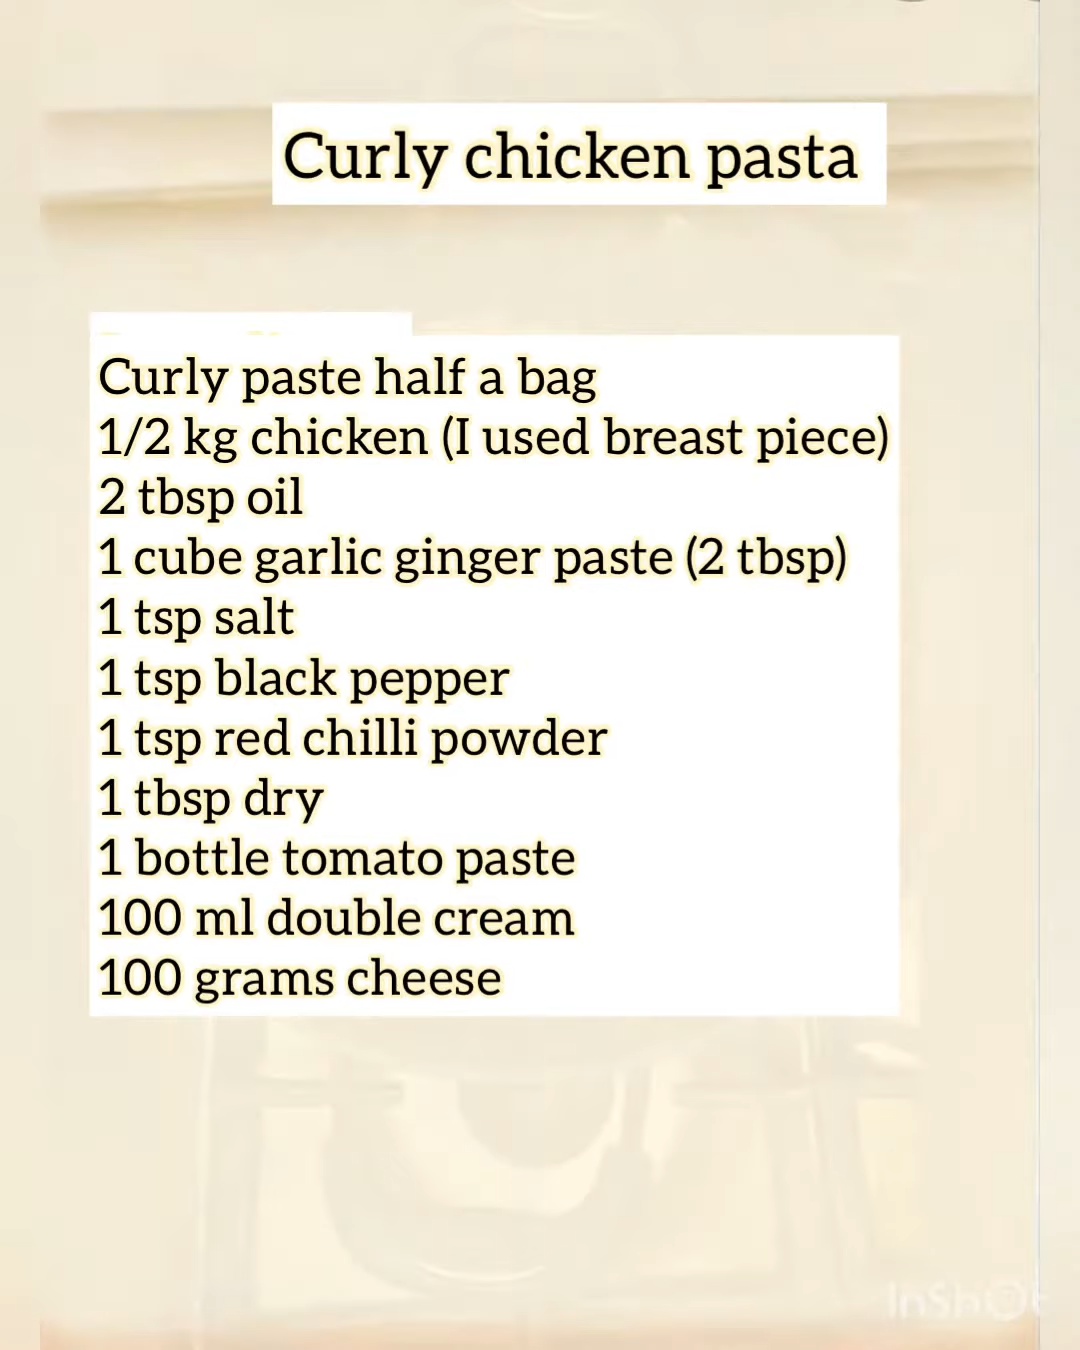 Curly chicken pasta
Curly paste half a bag
1/2 kg chicken (I used breast piece)
2 tbsp oil
1 cube garlic ginger paste (2 tbsp)
1 tsp salt
1 tsp black pepper
1 tsp red chilli powder
1 tbsp dry
1 bottle tomato paste
100 ml double cream
100 grams cheese
InShOt